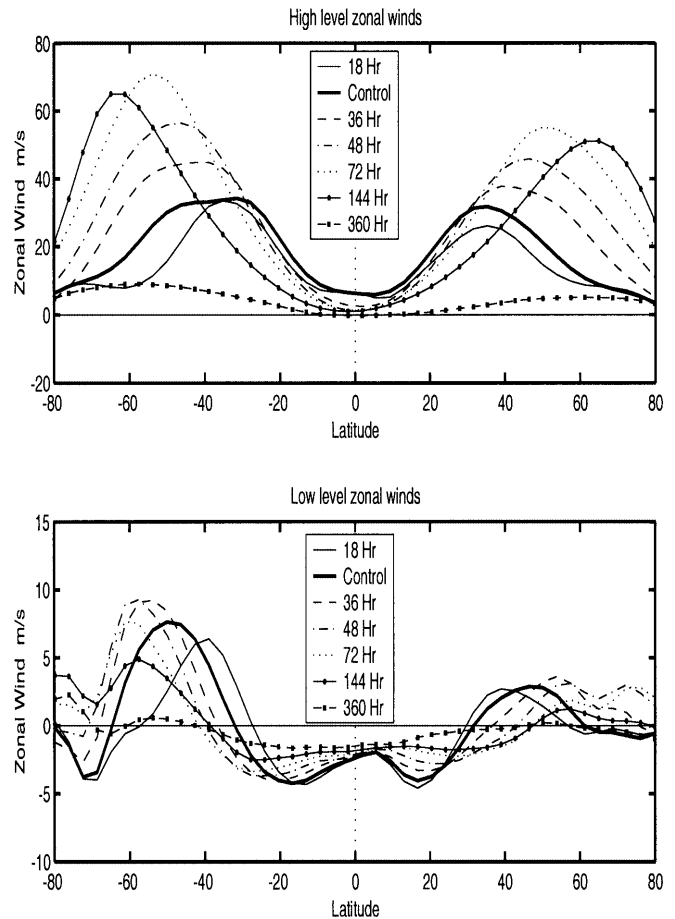 High level zonal winds
80
60
40
20
0
-20
Zonal Wind m/s
18 Hr
Control
36 Hr
48 Hr
72 Hr
144 Hr
360 Hr
-80 -60 -40 -20 0 20 40 60 80
Latitude
Low level zonal winds
15
10
5
0
-5
-10
Zonal Wind m/s
18 Hr
Control
36 Hr
48 Hr
72 Hr
144 Hr
360 Hr
-80 -60 -40 -20 0 20 40 60 80
Latitude